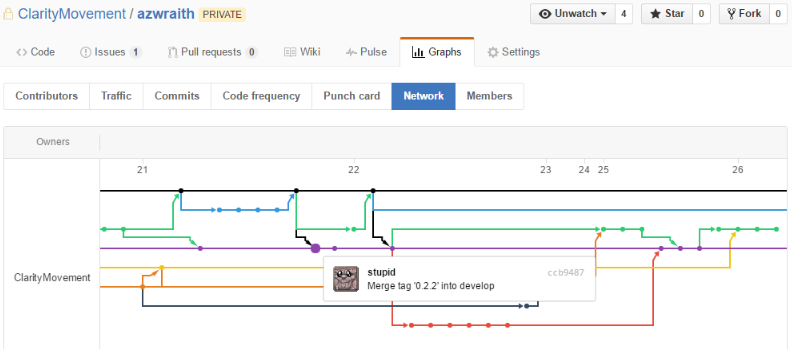 ClarityMovement / azwraith PRIVATE
Unwatch 4 Star 0 Fork 0
Code Issues 1 Pull requests 0 Wiki Pulse Graphs Settings
Contributors Traffic Commits Code frequency Punch card Network Members
Owners
21 22 23 24 25 26
ClarityMovement
stupid ccb9487
Merge tag '0.2.2' into develop